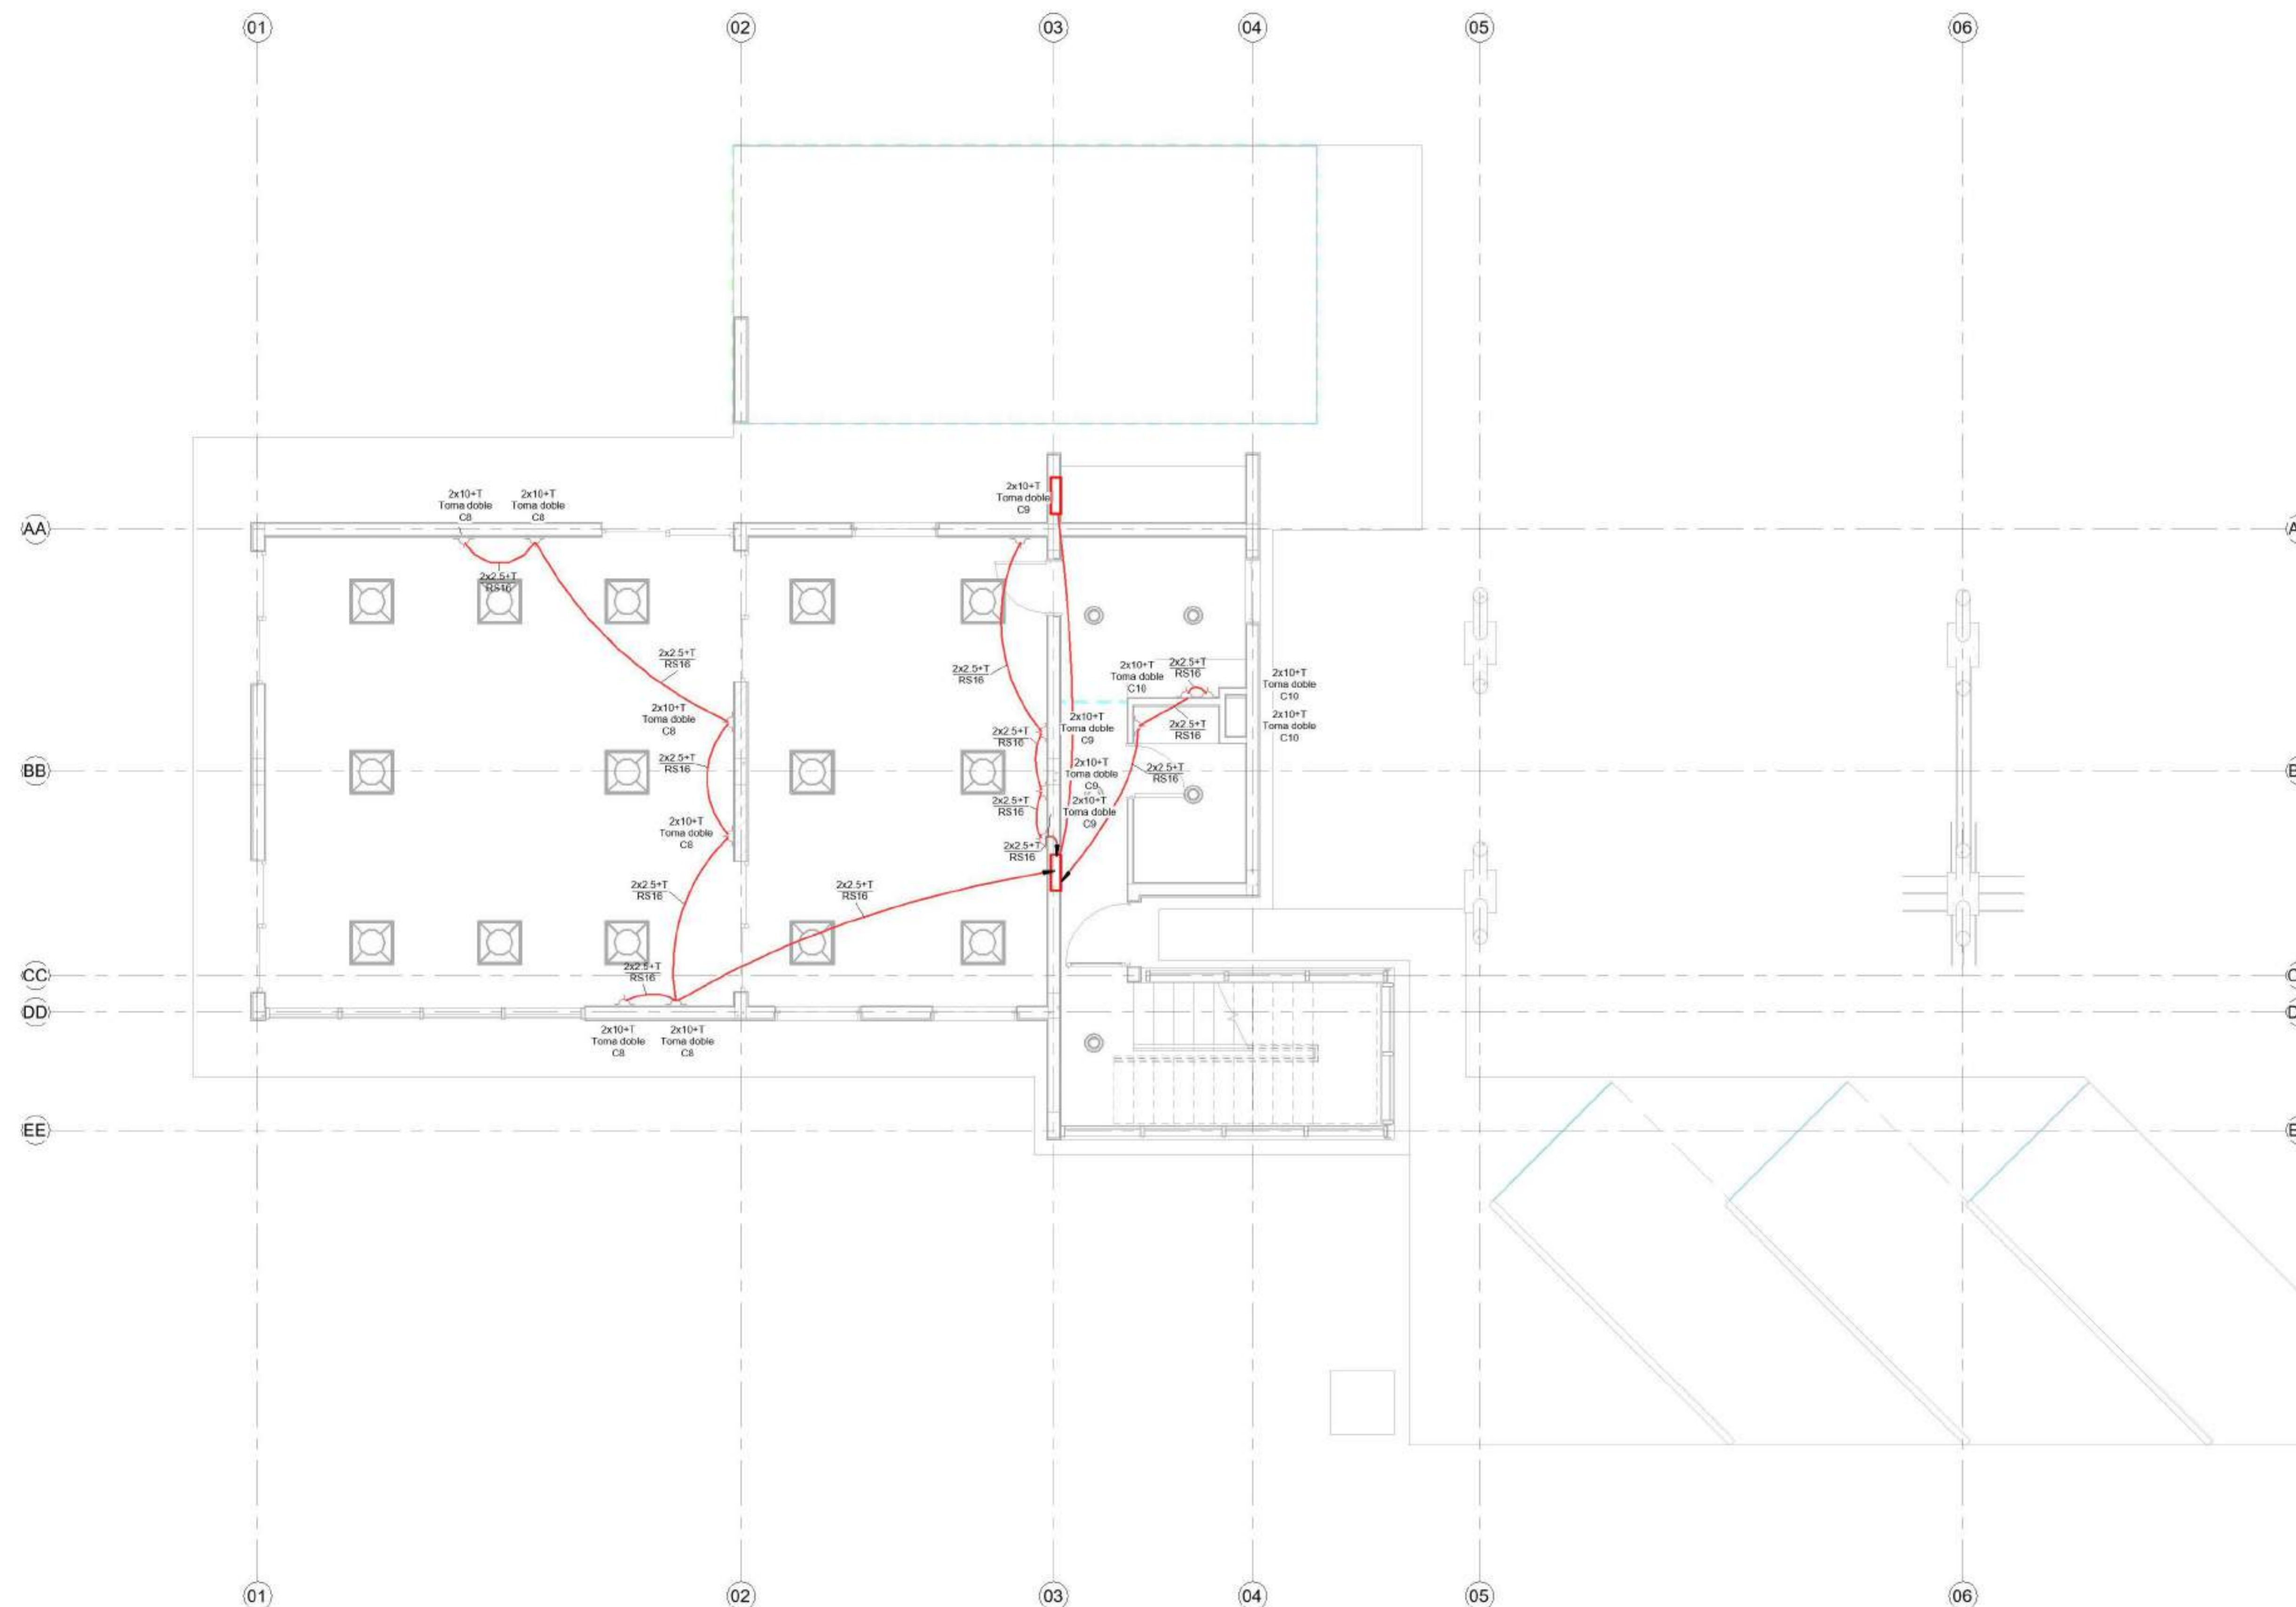 01
02
03
04
05
06
2x10+T
Toma doble
C8
2x10+T
Toma doble
C8
2x10+T
Toma doble
C9
AA
A
2x2.5+T
RS16
2x2.5+T
RS16
2x2.5+T
RS16
2x10+T
Toma doble
C10
2x2.5+T
RS16
2x10+T
Toma doble
C10
2x10+T
Toma doble
C8
2x10+T
Toma doble
C9
2x2.5+T
RS16
2x10+T
Toma doble
C10
2x2.5+T
RS16
2x2.5+T
RS16
2x10+T
Toma doble
C9
2x2.5+T
RS16
BB
2x2.5+T
RS16
2x10+T
Toma doble
C9
2x10+T
Toma doble
C8
2x2.5+T
RS16
2x2.5+T
RS16
2x2.5+T
RS16
2x2.5+T
RS16
CC
DD
2x10+T
Toma doble
C8
2x10+T
Toma doble
C8
EE
01
02
03
04
05
06